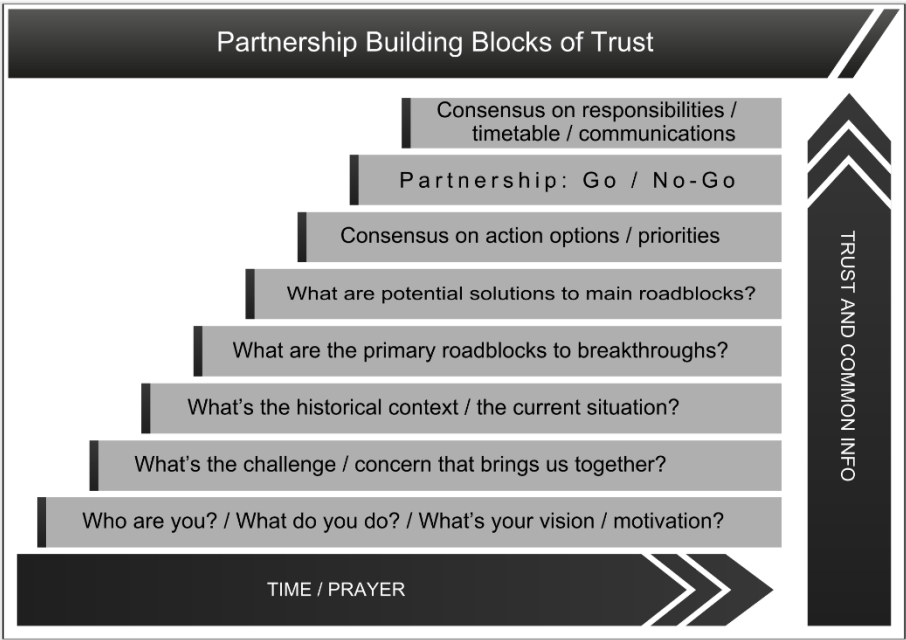 Partnership Building Blocks of Trust
Consensus on responsibilities /
timetable / communications
Partnership: Go / No-Go
Consensus on action options / priorities
What are potential solutions to main roadblocks?
What are the primary roadblocks to breakthroughs?
What’s the historical context / the current situation?
What’s the challenge / concern that brings us together?
Who are you? / What do you do? / What’s your vision / motivation?
TIME / PRAYER
TRUST AND COMMON INFO